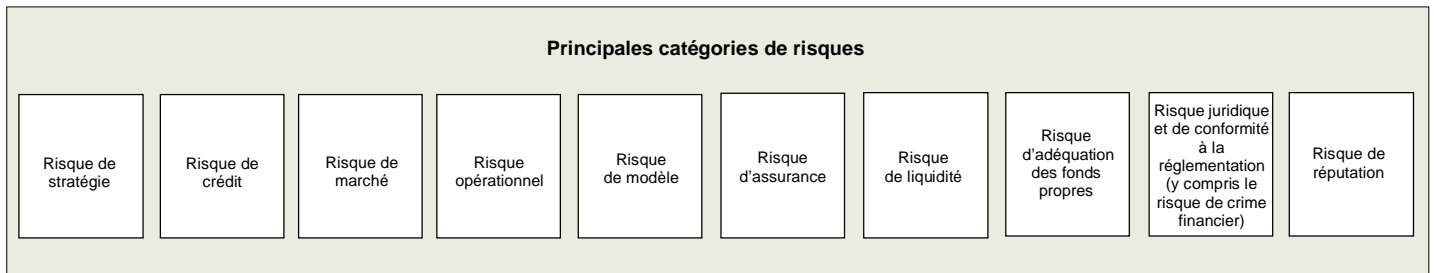 Principales catégories de risques
Risque de
stratégie
Risque de
crédit
Risque de
marché
Risque
opérationnel
Risque
de modèle
Risque
d’assurance
Risque
de liquidité
Risque
d’adéquation
des fonds
propres
Risque juridique
et de conformité
à la
réglementation
(y compris le
risque de crime
financier)
Risque de
réputation